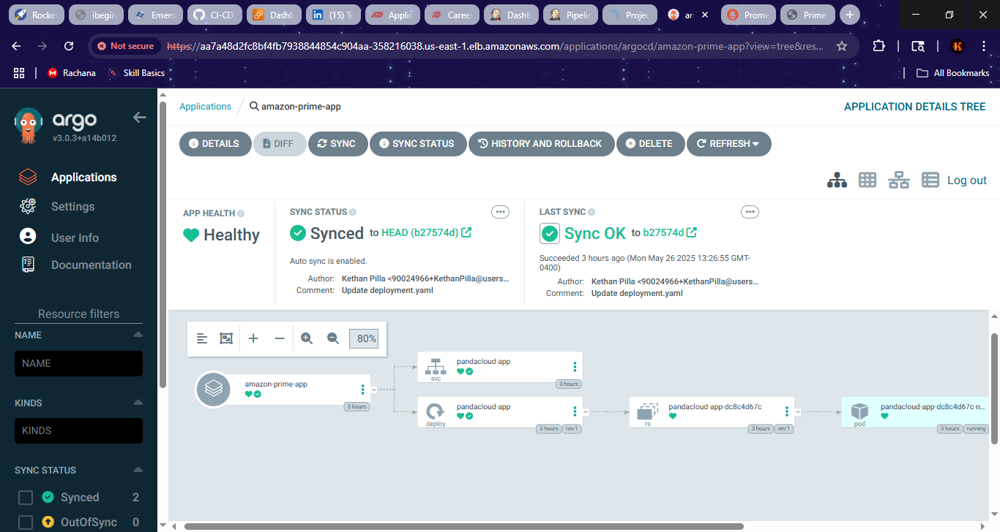 Rocket
ibegin
Emers
CI-CD
Dashb
(15) To
Applic
Career
Dashb
Pipelin
Projec
ar
Prome
Prime
Not secure
https://aa7a48d2fc8bf4fb7938844854c904aa-358216038.us-east-1.elb.amazonaws.com/applications/argocd/amazon-prime-app?view=tree&res...
Rachana
Skill Basics
All Bookmarks
argo
v3.0.3+a14b012
Applications
Settings
User Info
Documentation
Resource filters
NAME
NAME
KINDS
KINDS
SYNC STATUS
Synced 2
OutOfSync 0
Applications
amazon-prime-app
APPLICATION DETAILS TREE
DETAILS
DIFF
SYNC
SYNC STATUS
HISTORY AND ROLLBACK
DELETE
REFRESH
Log out
APP HEALTH
Healthy
SYNC STATUS
Synced to HEAD (b27574d)
Auto sync is enabled.
Author: Kethan Pilla <90024966+KethanPilla@users...
Comment: Update deployment.yaml
LAST SYNC
Sync OK to b27574d
Succeeded 3 hours ago (Mon May 26 2025 13:26:55 GMT-
0400)
Author: Kethan Pilla <90024966+KethanPilla@users...
Comment: Update deployment.yaml
80%
amazon-prime-app
3 hours
svc
pandacloud-app
3 hours
deploy
pandacloud-app
3 hours
rev:1
rs
pandacloud-app-dc8c4d67c
3 hours
rev:1
pod
pandacloud-app-dc8c4d67c-n...
3 hours
running